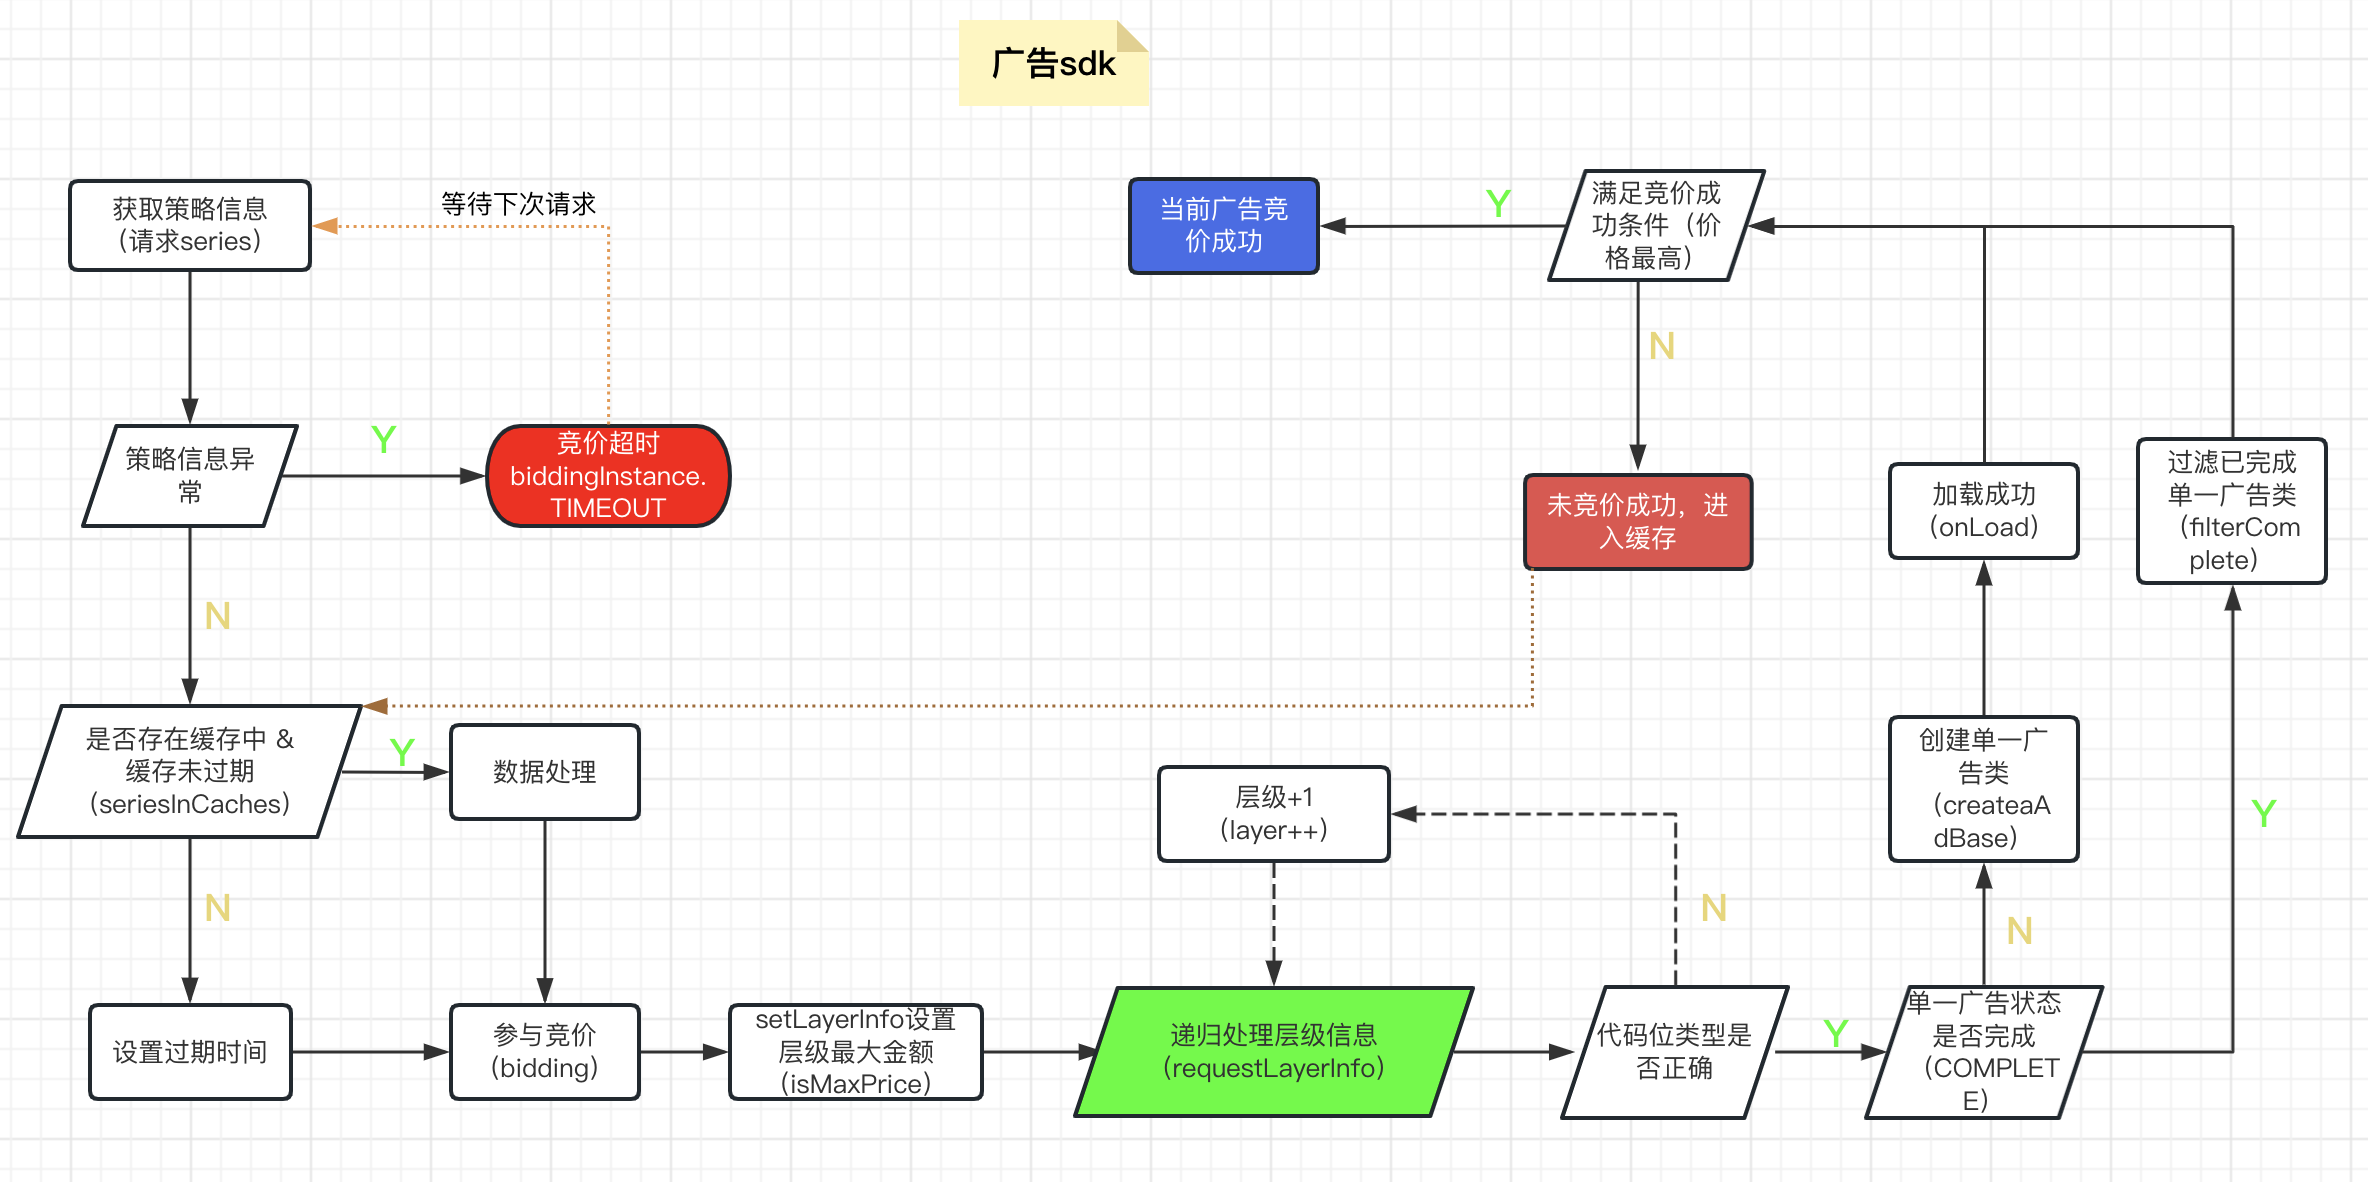 广告sdk
获取策略信息
（请求series）
等待下次请求
策略信息异
常
Y
竞价超时
biddingInstance.
TIMEOUT
N
是否存在缓存中 &
缓存未过期
（seriesInCaches）
Y
数据处理
N
设置过期时间
参与竞价
(bidding)
setLayerInfo设置
层级最大金额
（isMaxPrice）
层级+1
（layer++）
递归处理层级信息
（requestLayerInfo）
代码位类型是
否正确
N
Y
单一广告状态
是否完成
（COMPLET
E）
N
创建单一广
告类
（createaA
dBase）
加载成功
（onLoad）
Y
过滤已完成
单一广告类
（filterCom
plete）
满足竞价成
功条件（价
格最高）
Y
当前广告竞
价成功
N
未竞价成功，进
入缓存